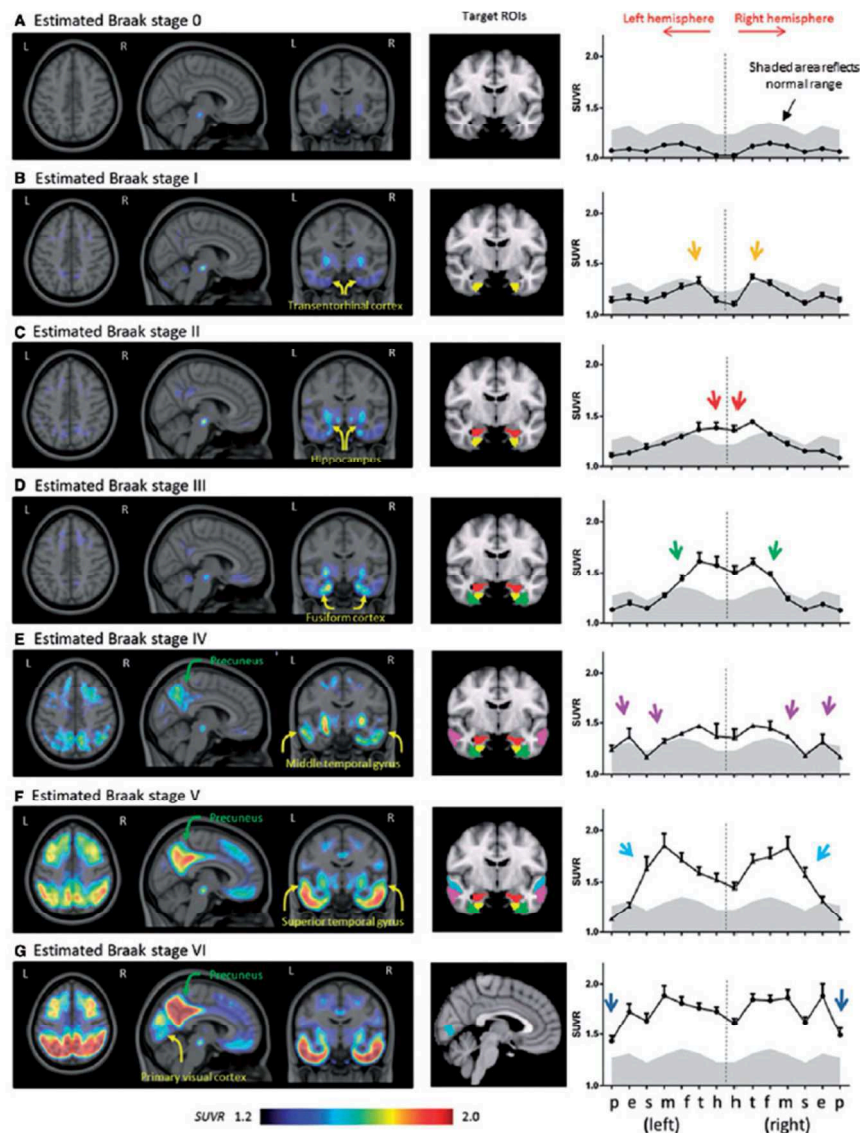 Target ROIs
Left hemisphere Right hemisphere
A Estimated Braak stage 0
L R L R
SUVR
2.0
1.5
1.0
Shaded area reflects
normal range
B Estimated Braak stage I
L R L R
Transentorhinal cortex
SUVR
2.0
1.5
1.0
C Estimated Braak stage II
L R L R
Hippocampus
SUVR
2.0
1.5
1.0
D Estimated Braak stage III
L R L R
Fusiform cortex
SUVR
2.0
1.5
1.0
E Estimated Braak stage IV
L R L R
Precuneus
Middle temporal gyrus
SUVR
2.0
1.5
1.0
F Estimated Braak stage V
L R L R
Precuneus
Superior temporal gyrus
SUVR
2.0
1.5
1.0
G Estimated Braak stage VI
L R L R
Precuneus
Primary visual cortex
SUVR
2.0
1.5
1.0
p e s m f t h h t f m s e p
(left) (right)
SUVR 1.2 2.0